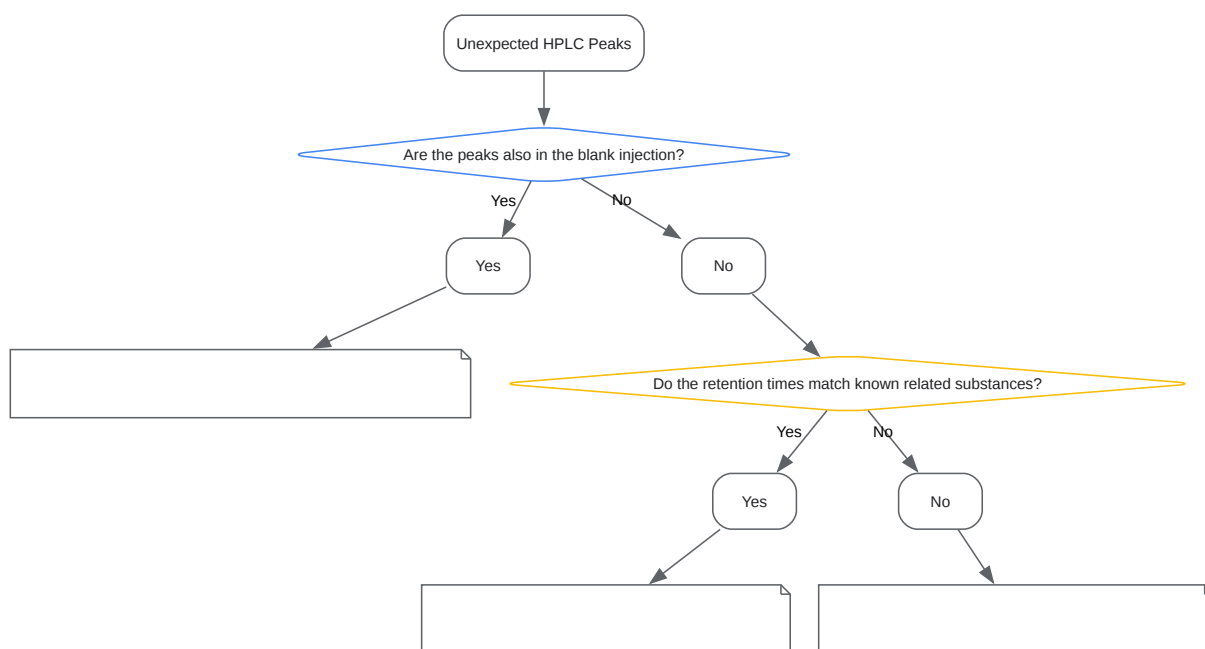 Unexpected HPLC Peaks
Are the peaks also in the blank injection?
Yes
No
Yes
No
Do the retention times match known related substances?
Yes
No
Yes
No